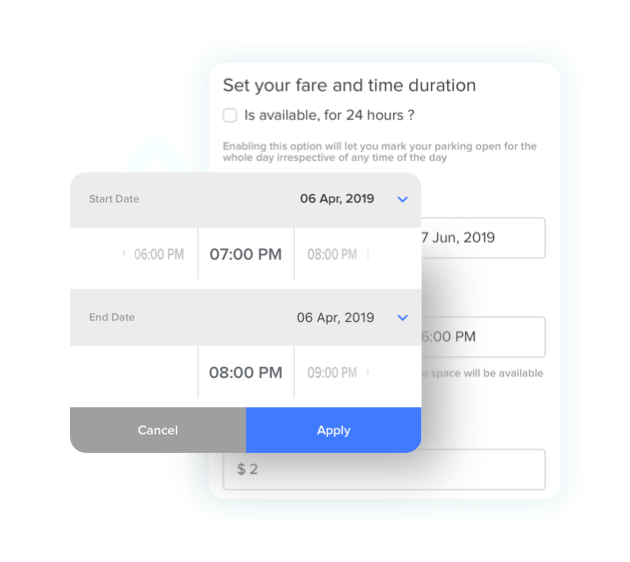 Set your fare and time duration
Is available, for 24 hours ?
Enabling this option will let you mark your parking open for the
whole day irrespective of any time of the day
Start Date 06 Apr, 2019
06:00 PM 07:00 PM 08:00 PM
7 Jun, 2019
End Date 06 Apr, 2019
6:00 PM
08:00 PM 09:00 PM
space will be available
Cancel Apply
$ 2